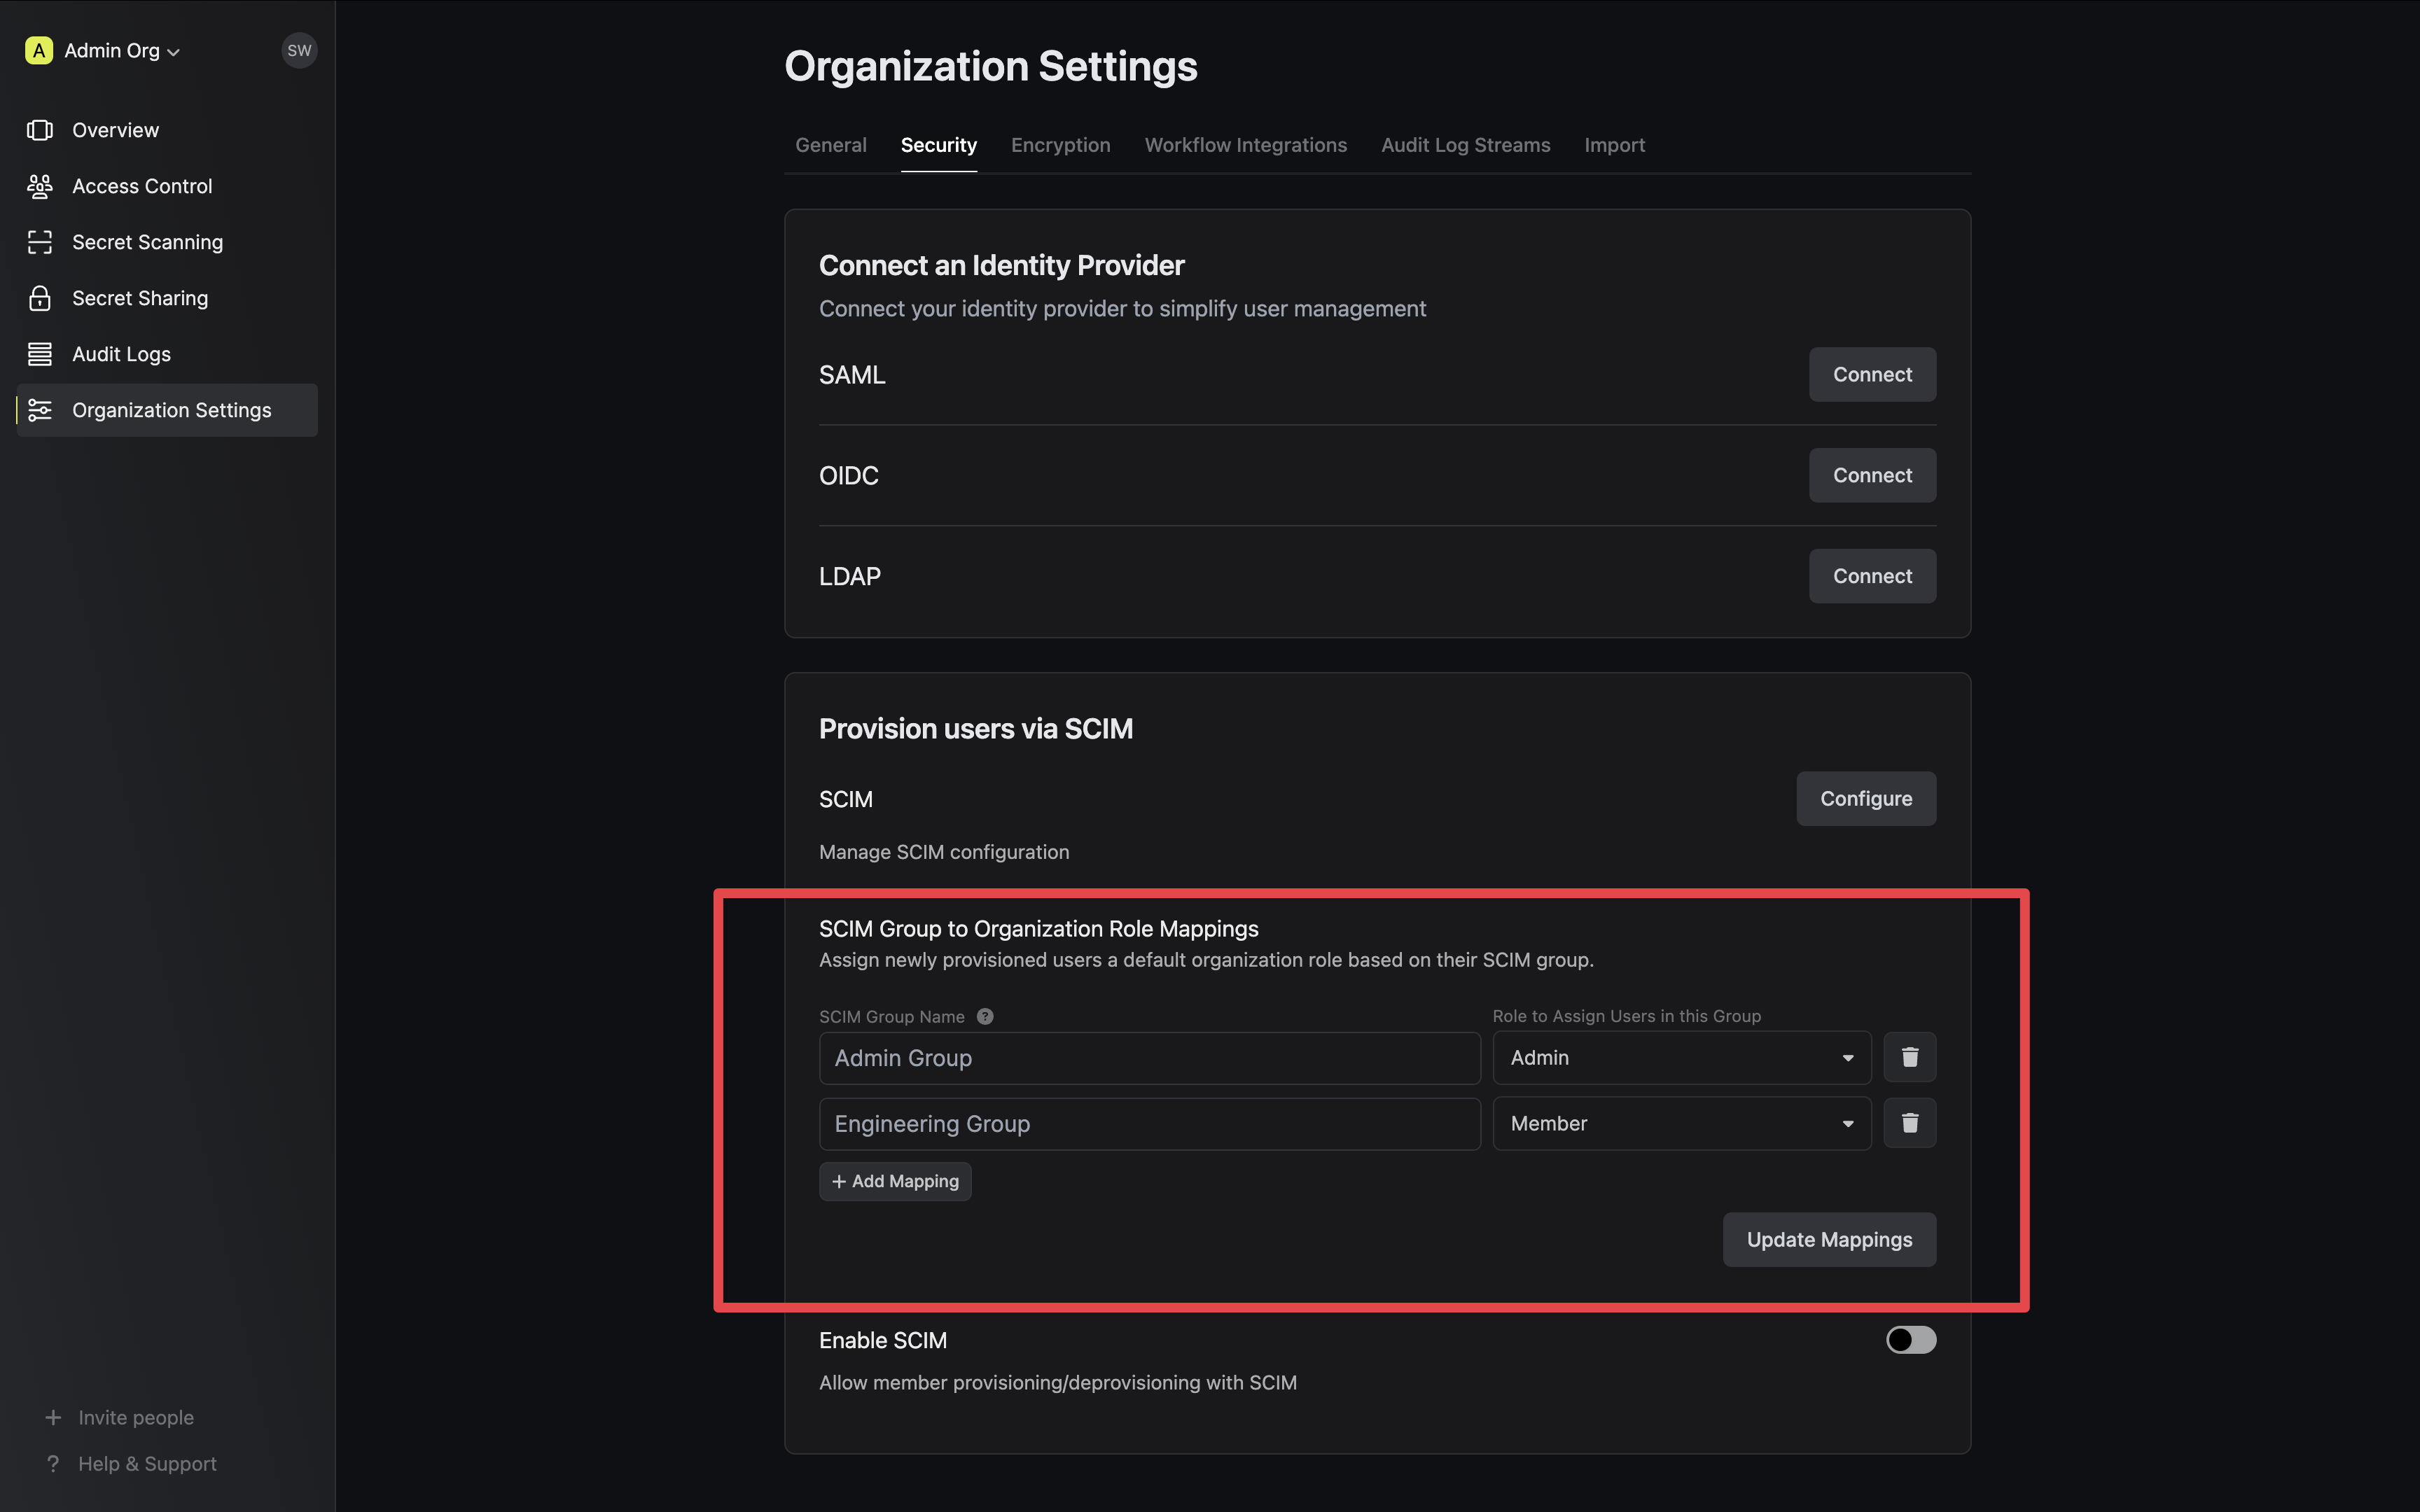 A Admin Org
SW
Overview
Access Control
Secret Scanning
Secret Sharing
Audit Logs
Organization Settings
Invite people
? Help & Support
Organization Settings
General Security Encryption Workflow Integrations Audit Log Streams Import
Connect an Identity Provider
Connect your identity provider to simplify user management
SAML Connect
OIDC Connect
LDAP Connect
Provision users via SCIM
SCIM Configure
Manage SCIM configuration
SCIM Group to Organization Role Mappings
Assign newly provisioned users a default organization role based on their SCIM group.
SCIM Group Name ? Role to Assign Users in this Group
Admin Group Admin
Engineering Group Member
+ Add Mapping
Update Mappings
Enable SCIM
Allow member provisioning/deprovisioning with SCIM